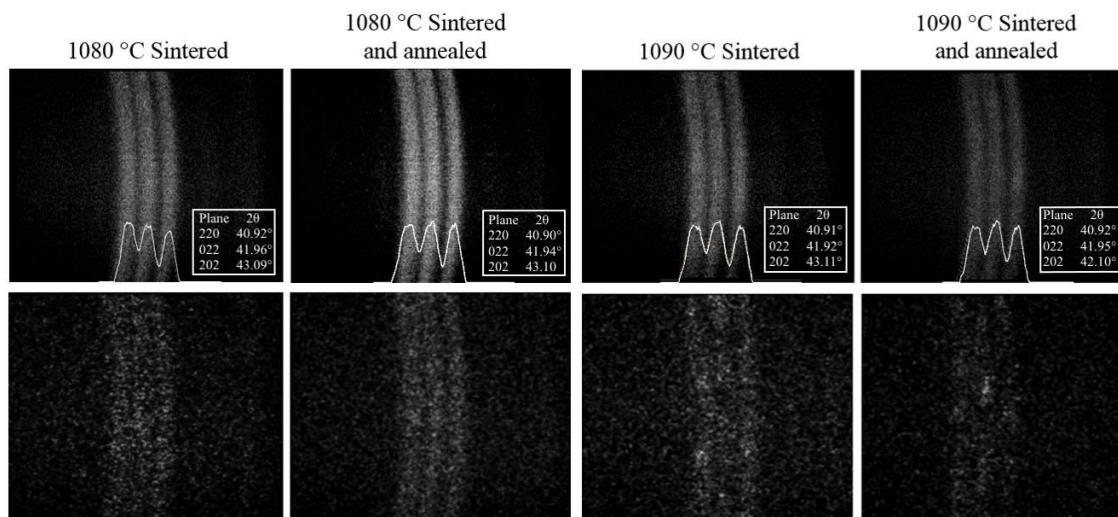 1080 °C Sintered
1080 °C Sintered
and annealed
1090 °C Sintered
1090 °C Sintered
and annealed
Plane 2θ
220 40.92°
022 41.96°
202 43.09°
Plane 2θ
220 40.90°
022 41.94°
202 43.10
Plane 2θ
220 40.91°
022 41.92°
202 43.11°
Plane 2θ
220 40.92°
022 41.95°
202 42.10°